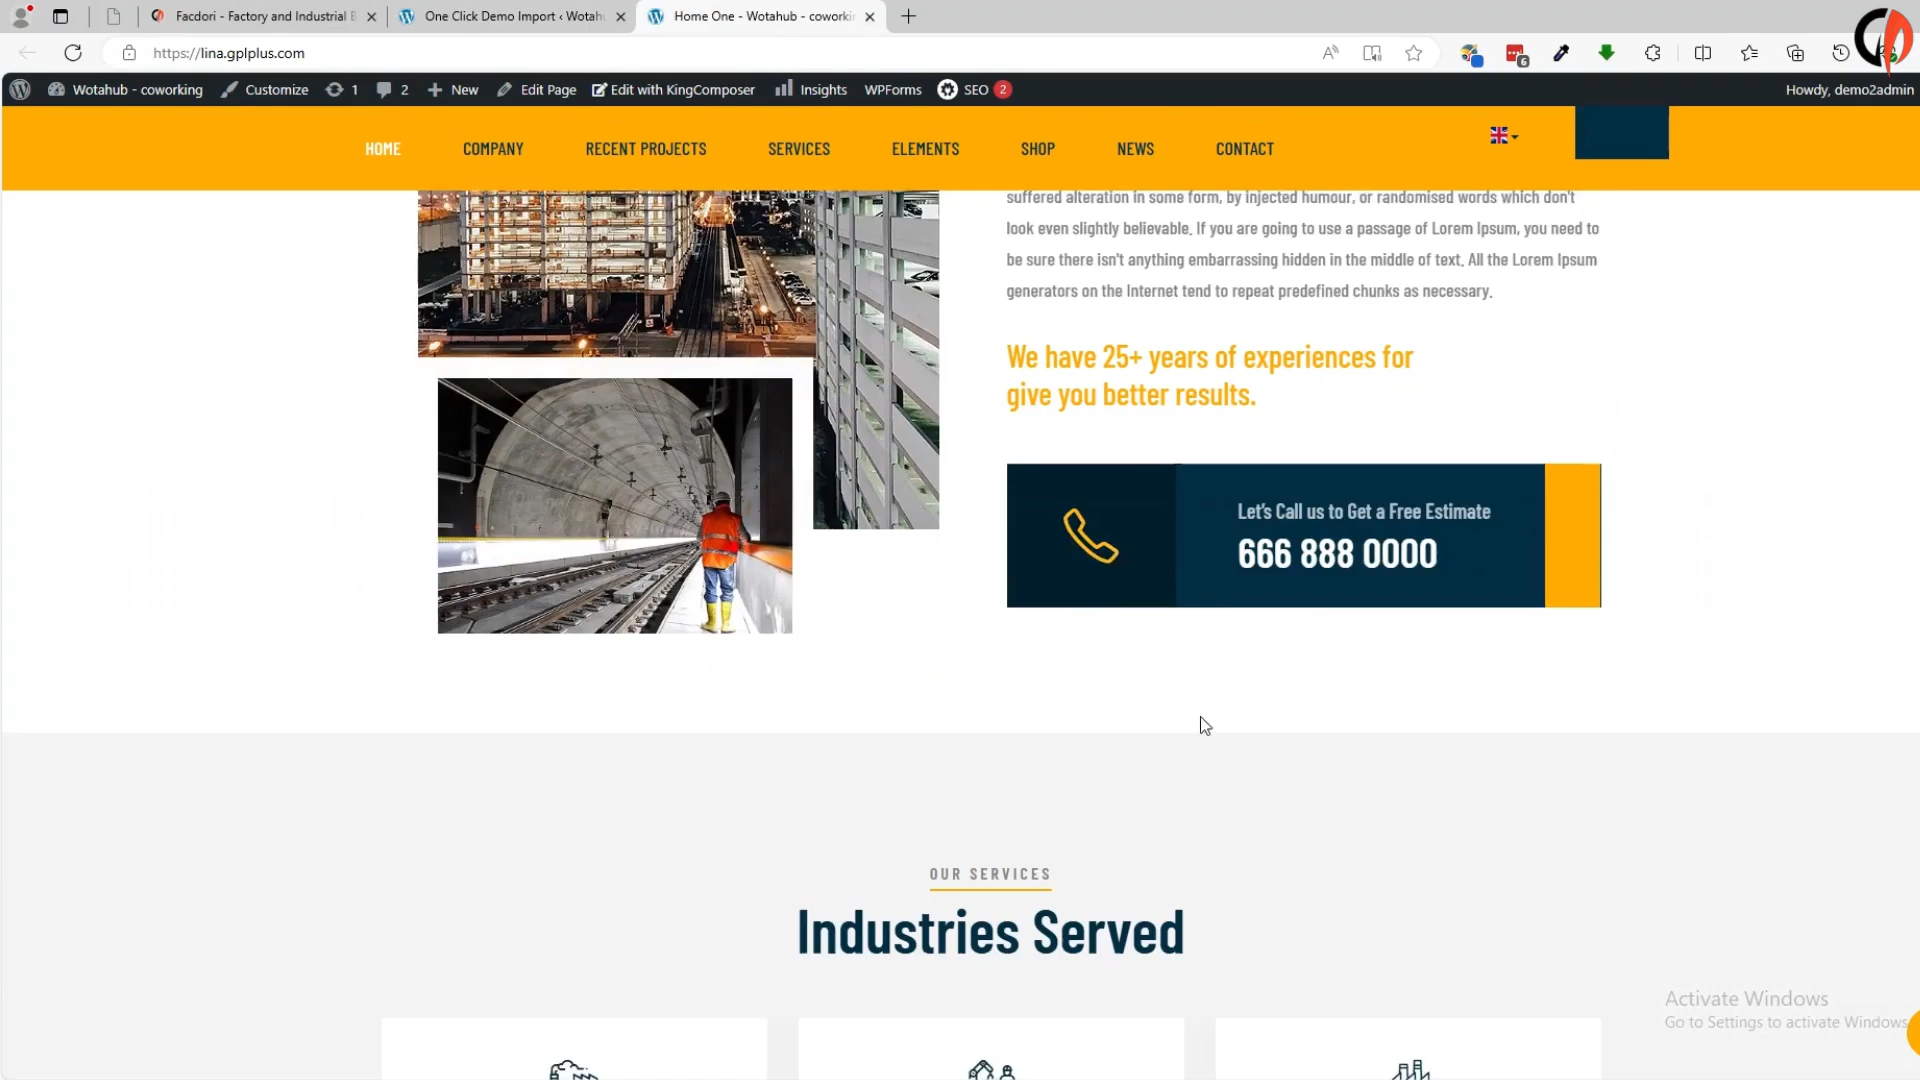 Facdori - Factory and Industrial B
One Click Demo Import ‹ Wotah
Home One - Wotahub - coworki
https://lina.gplplus.com
6
Wotahub - coworking
Customize
1
2
New
Edit Page
Edit with KingComposer
Insights
WPForms
SEO 2
Howdy, demo2admin
HOME
COMPANY
RECENT PROJECTS
SERVICES
ELEMENTS
SHOP
NEWS
CONTACT
suffered alteration in some form, by injected humour, or randomised words which don't
look even slightly believable. If you are going to use a passage of Lorem Ipsum, you need to
be sure there isn't anything embarrassing hidden in the middle of text. All the Lorem Ipsum
generators on the Internet tend to repeat predefined chunks as necessary.
We have 25+ years of experiences for
give you better results.
Let's Call us to Get a Free Estimate
666 888 0000
OUR SERVICES
Industries Served
Activate Windows
Go to Settings to activate Windows